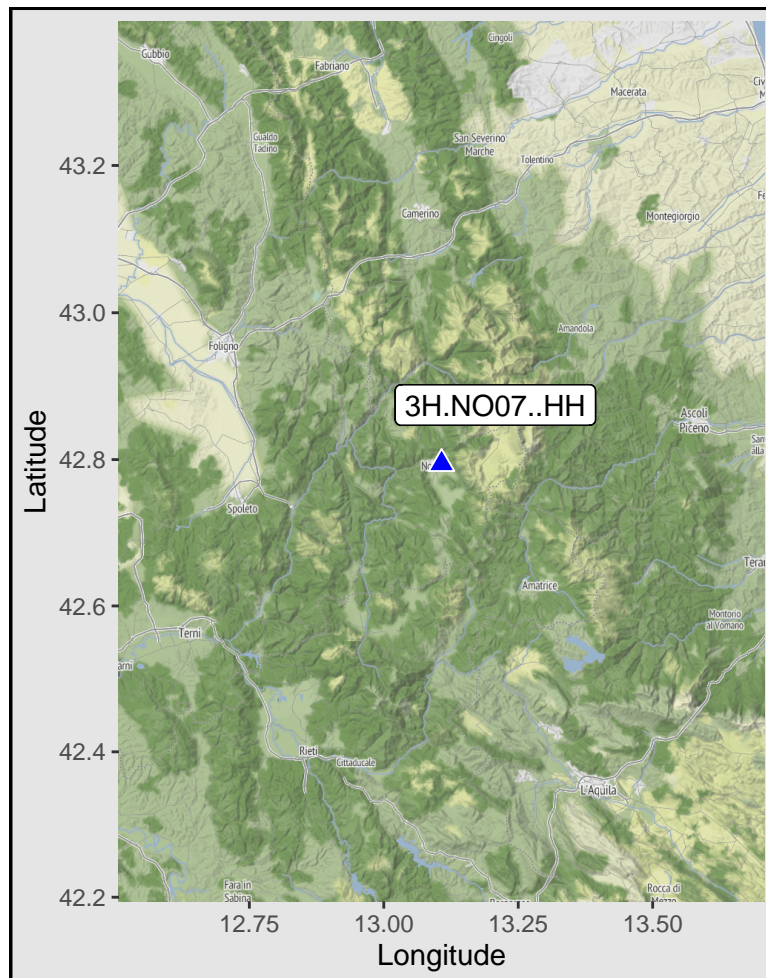 Gubbio
Cingoli
Fabriano
Macerata
Gualdo
Tadino
San Severino
Marche
Tolentino
43.2
Camerino
Montegiorgio
43.0
Amandola
Foligno
3H.NO07..HH
Ascoli
Piceno
42.8
Spoleto
Amatrice
42.6
Terni
Montorio
al Vomano
42.4
Rieti
Cittaducale
L'Aquila
Fara in
Sabina
Rocca di
Mezzo
42.2
12.75
13.00
13.25
13.50
Longitude
Latitude